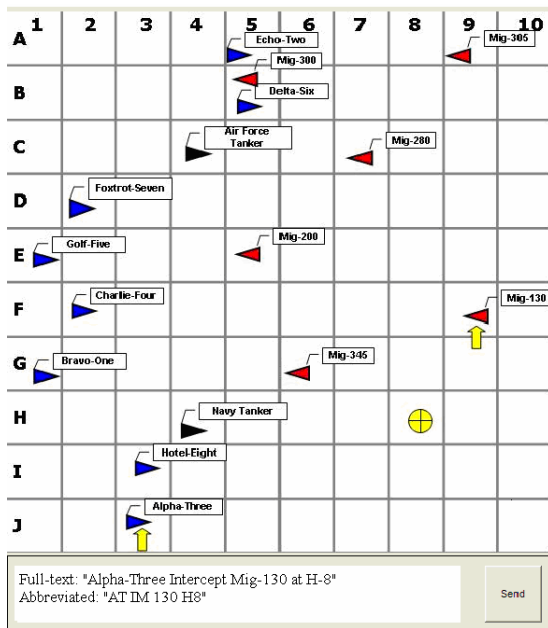 1 2 3 4 5 6 7 8 9 10
A
Echo-Two
Mig-305
Mig-300
B
Delta-Six
C
Air Force
Tanker
Mig-280
D
Foxtrot-Seven
E
Golf-Five
Mig-200
F
Charlie-Four
Mig-130
G
Bravo-One
Mig-345
H
Navy Tanker
I
Hotel-Eight
J
Alpha-Three
Full-text: "Alpha-Three Intercept Mig-130 at H-8"
Abbreviated: "AT IM 130 H8"
Send